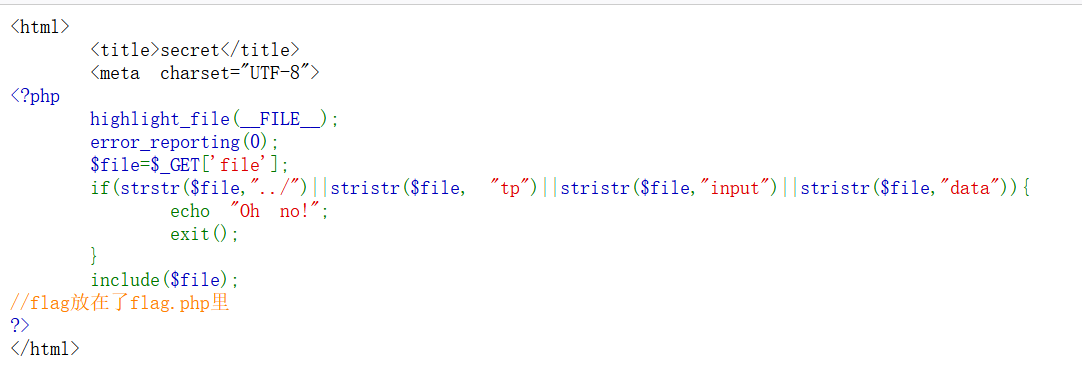 <html>
<title>secret</title>
<meta charset="UTF-8">
<?php
highlight_file(__FILE__);
error_reporting(0);
$file=$_GET['file'];
if(strstr($file,"../")||stristr($file, "tp")||stristr($file,"input")||stristr($file,"data")){
echo "Oh no!";
exit();
}
include($file);
//flag放在了flag.php里
?>
</html>